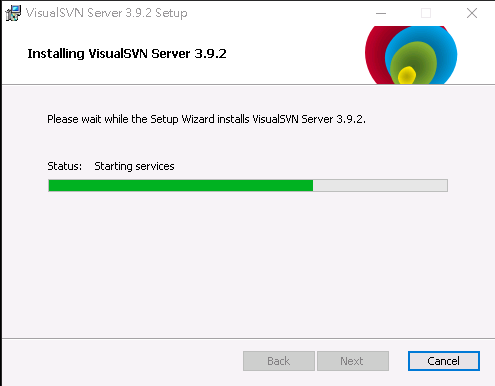 VisualSVN Server 3.9.2 Setup
Installing VisualSVN Server 3.9.2
Please wait while the Setup Wizard installs VisualSVN Server 3.9.2.
Status: Starting services
Back Next Cancel